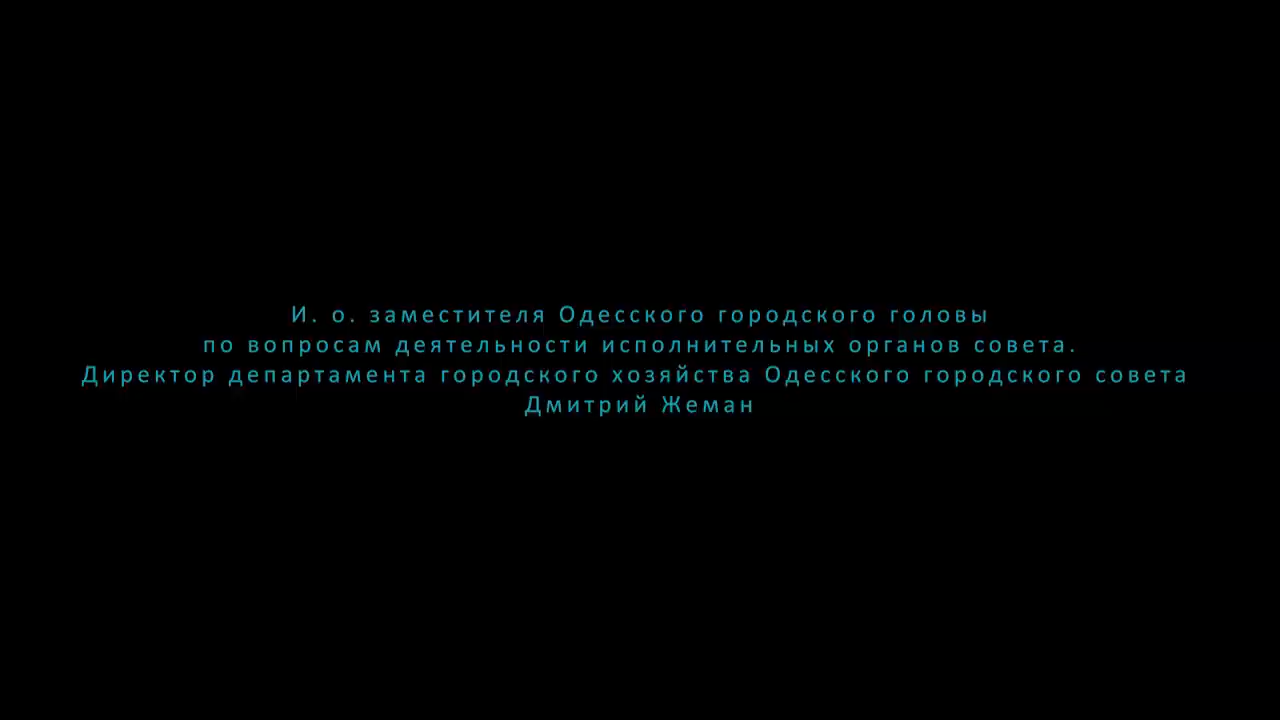 И. о. заместителя Одесского городского головы
по вопросам деятельности исполнительных органов совета.
Директор департамента городского хозяйства Одесского городского совета
Дмитрий Жеман